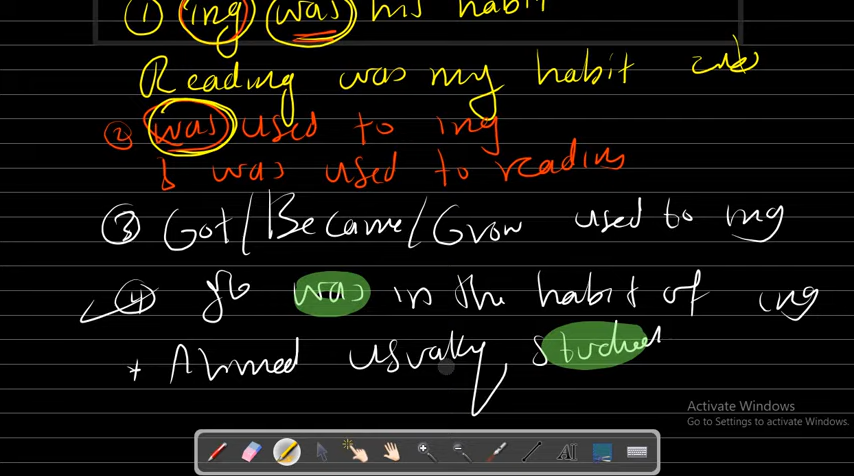 ① ing was his habit
Reading was my habit
② was used to ing
I was used to reading
③ Got/Became/Grow used to ing
④ was in the habit of ing
* Ahmed usually studies
Activate Windows
Go to Settings to activate Windows.
AI